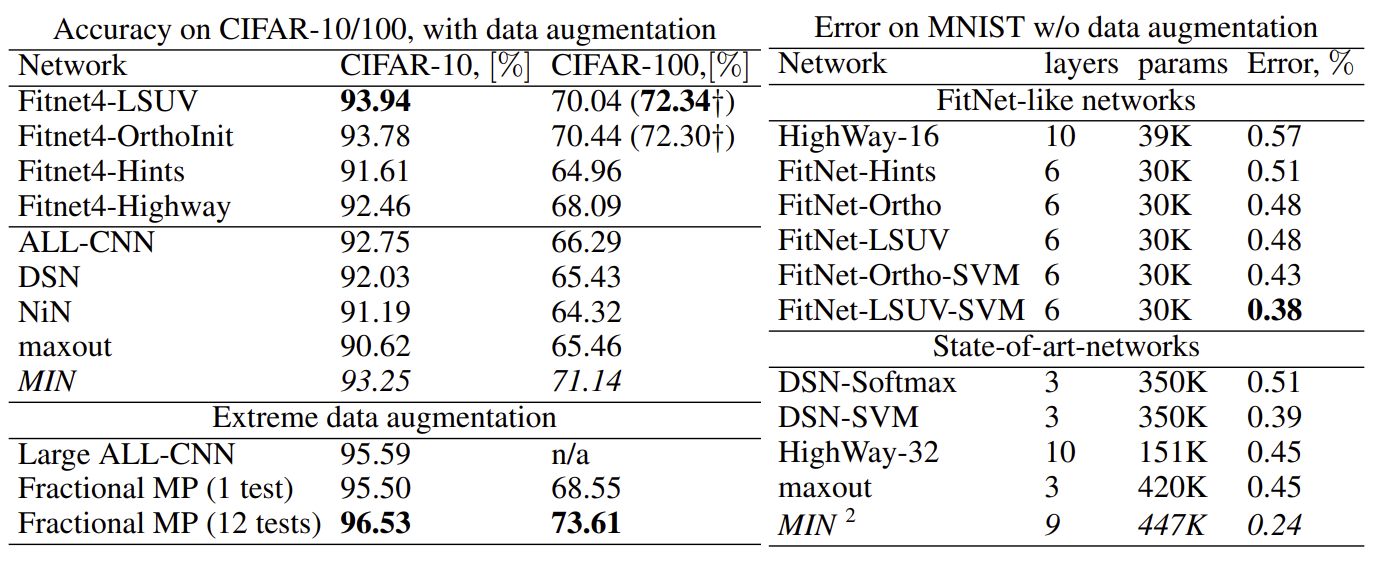 Accuracy on CIFAR-10/100, with data augmentation
Network CIFAR-10, [%] CIFAR-100,[%]
Fitnet4-LSUV 93.94 70.04 (72.34†)
Fitnet4-OrthoInit 93.78 70.44 (72.30†)
Fitnet4-Hints 91.61 64.96
Fitnet4-Highway 92.46 68.09
ALL-CNN 92.75 66.29
DSN 92.03 65.43
NiN 91.19 64.32
maxout 90.62 65.46
MIN 93.25 71.14
Extreme data augmentation
Large ALL-CNN 95.59 n/a
Fractional MP (1 test) 95.50 68.55
Fractional MP (12 tests) 96.53 73.61
Error on MNIST w/o data augmentation
Network layers params Error, %
FitNet-like networks
HighWay-16 10 39K 0.57
FitNet-Hints 6 30K 0.51
FitNet-Ortho 6 30K 0.48
FitNet-LSUV 6 30K 0.48
FitNet-Ortho-SVM 6 30K 0.43
FitNet-LSUV-SVM 6 30K 0.38
State-of-art-networks
DSN-Softmax 3 350K 0.51
DSN-SVM 3 350K 0.39
HighWay-32 10 151K 0.45
maxout 3 420K 0.45
MIN 2 9 447K 0.24